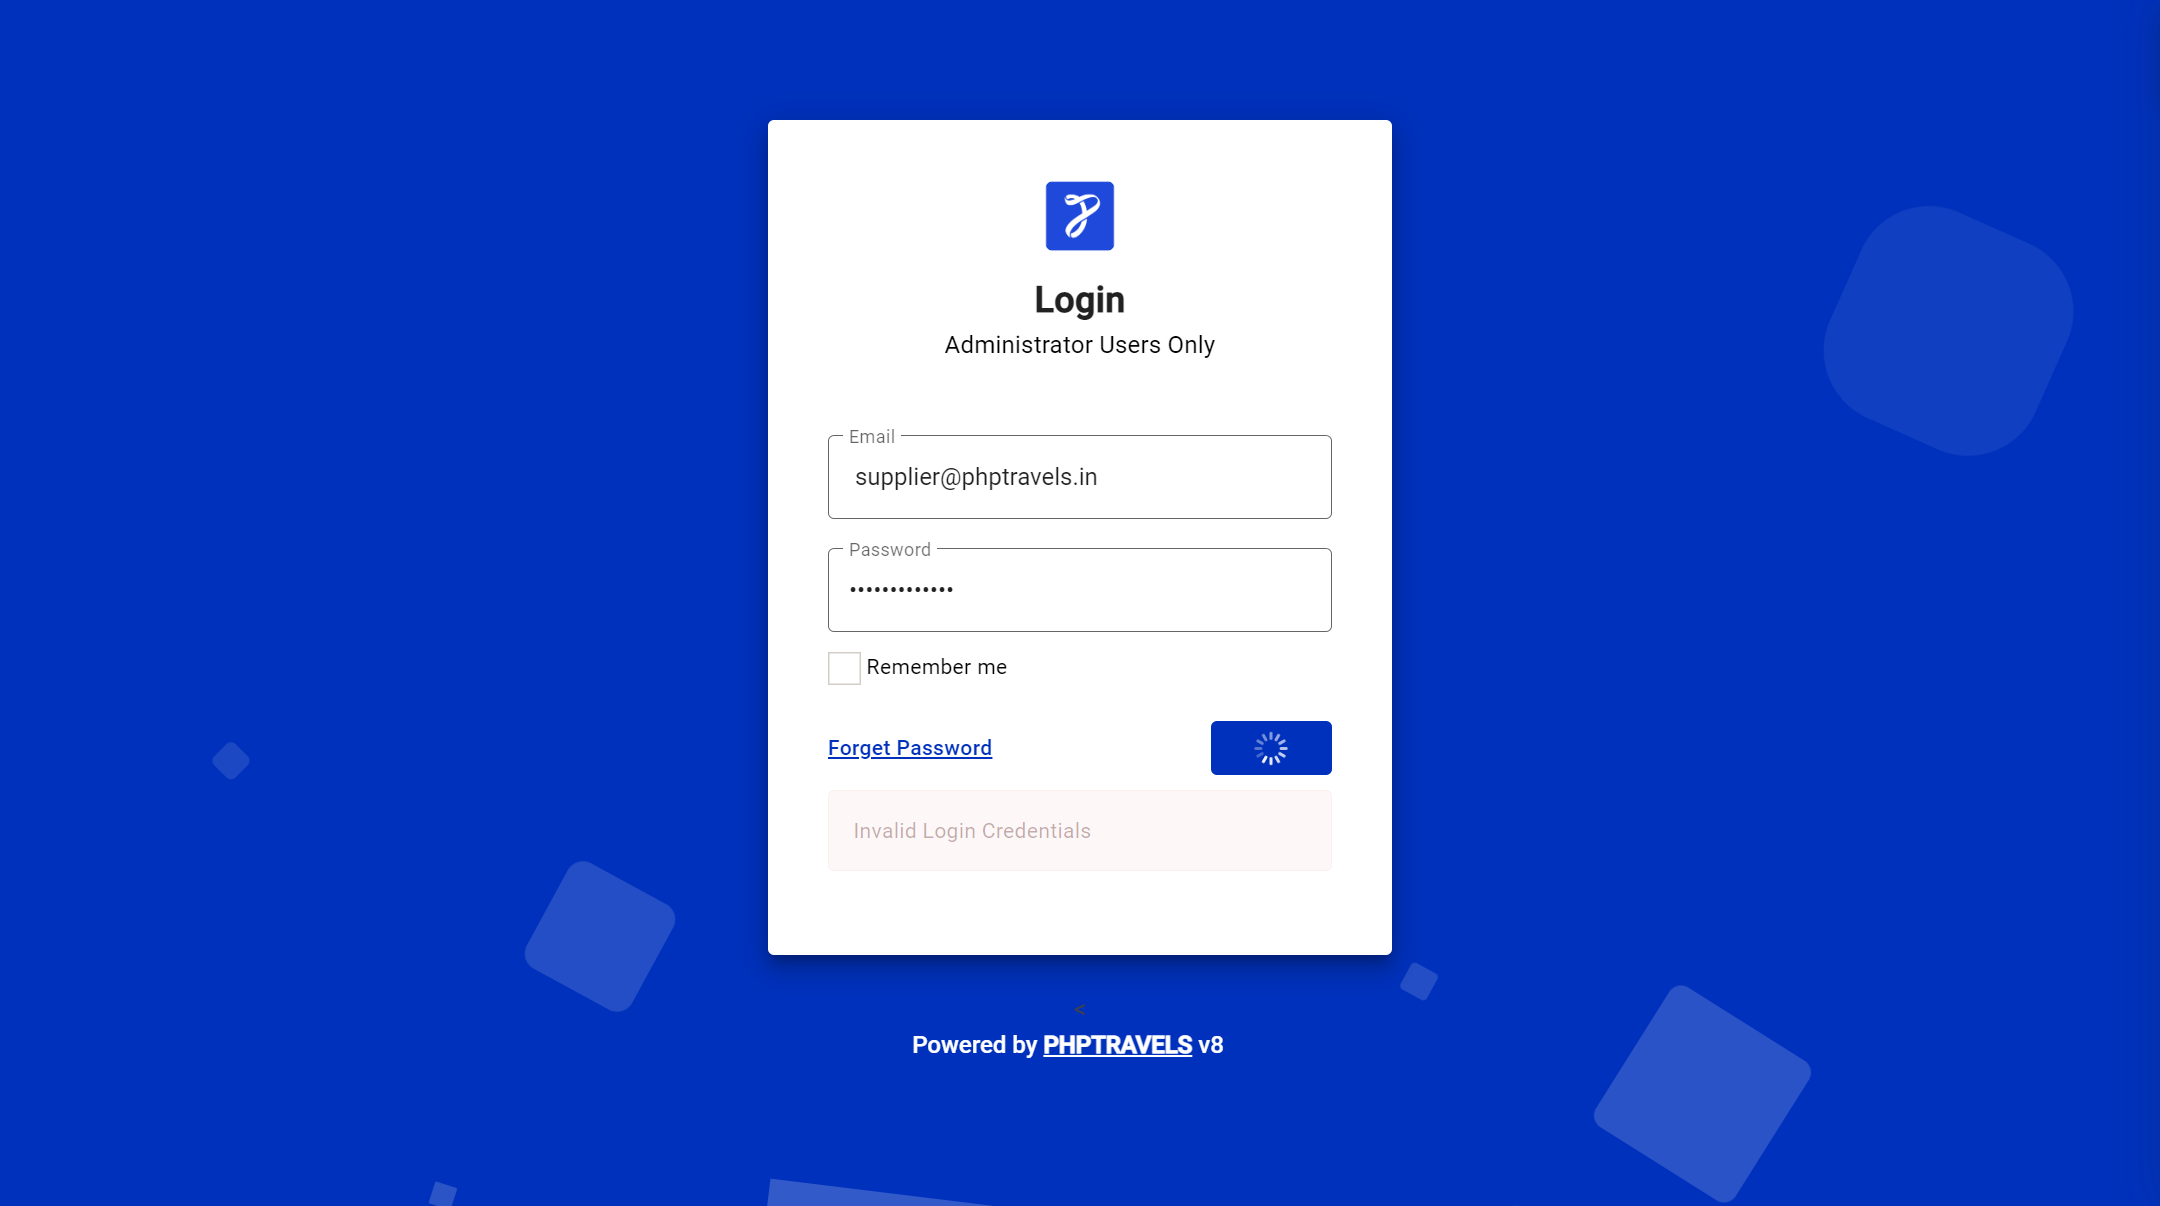 Login
Administrator Users Only
Email
supplier@phptravels.in
Password
•••••••••••••
Remember me
Forget Password
Invalid Login Credentials
<
Powered by PHPTRAVELS v8